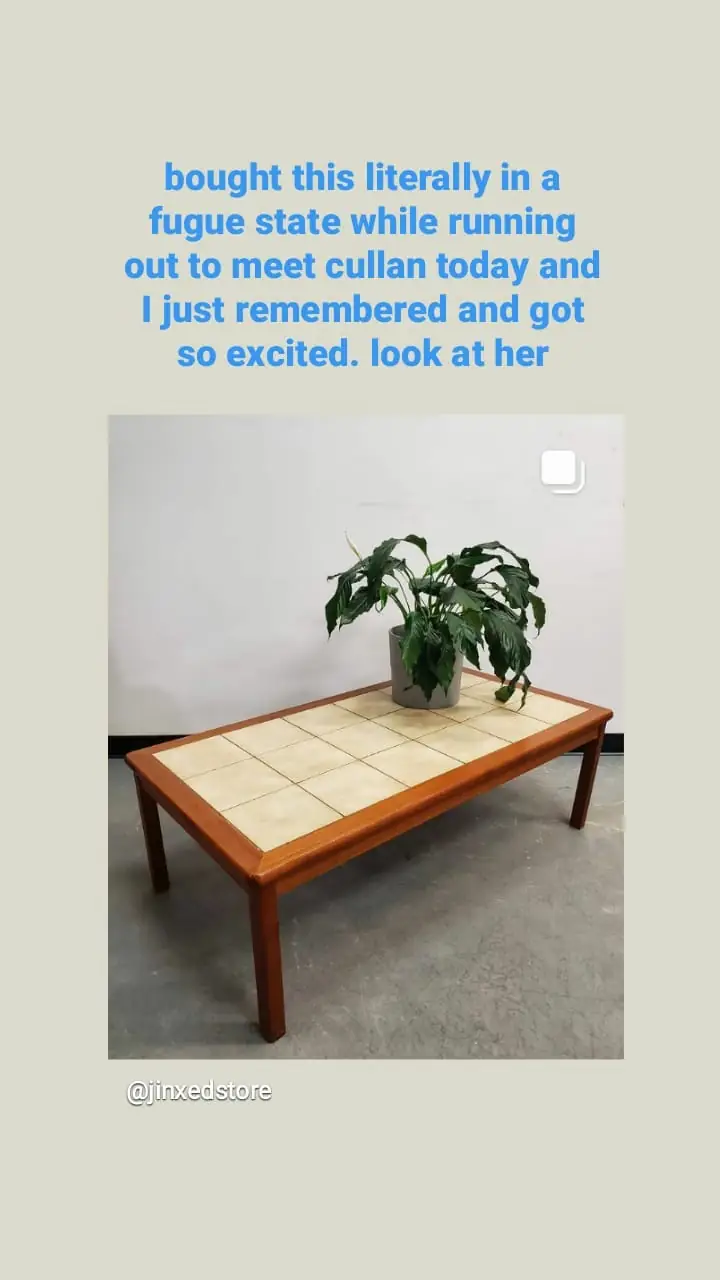 bought this literally in a
fugue state while running
out to meet cullan today and
I just remembered and got
so excited. look at her
@jinxedstore